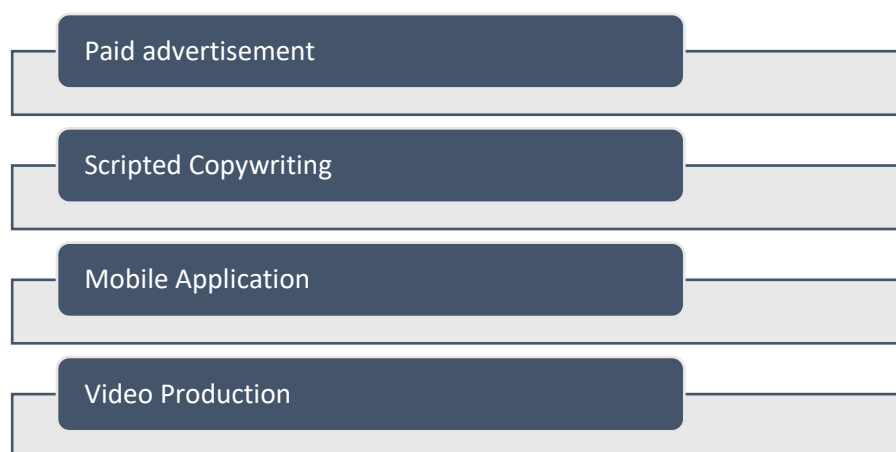 Paid advertisement
Scripted Copywriting
Mobile Application
Video Production